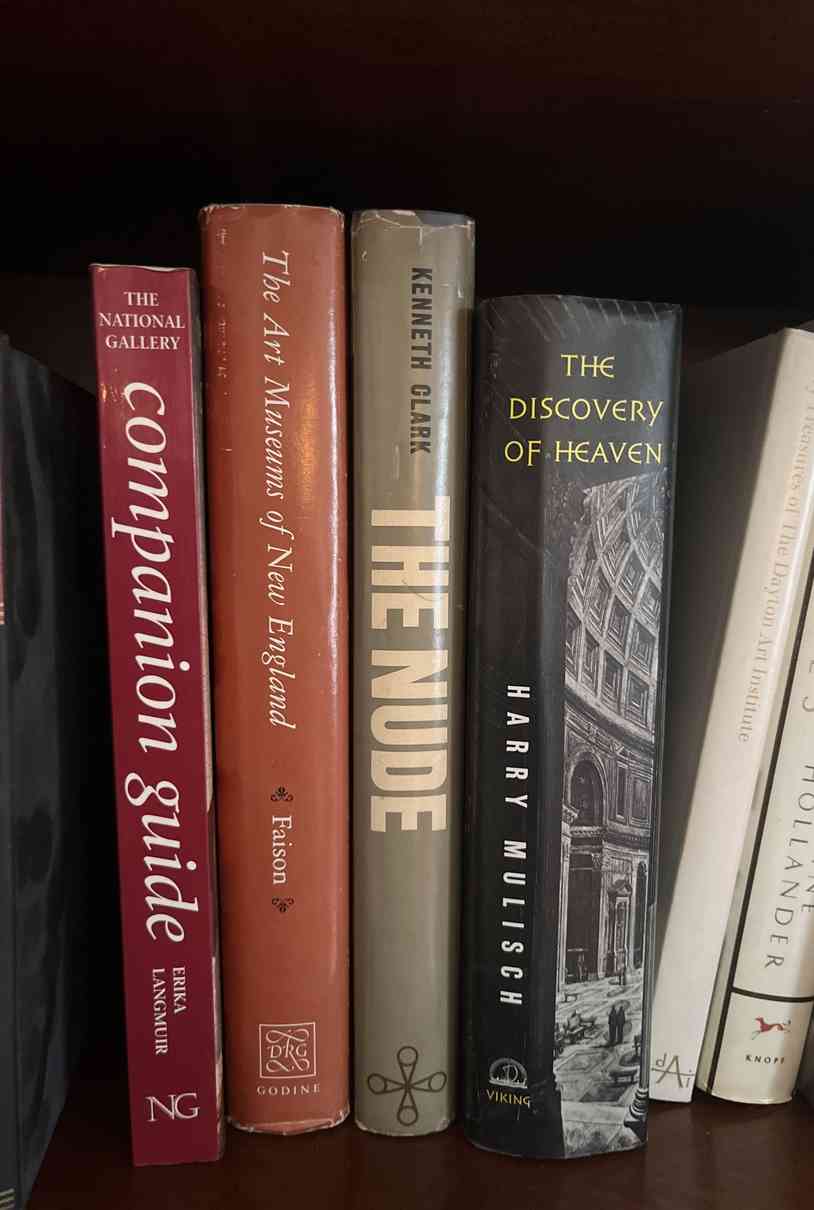 THE
NATIONAL
GALLERY
companion guide
ERIKA
LANGMUIR
NG
The Art Museums of New England
Faison
DRG
GODINE
KENNETH CLARK
THE NUDE
THE
DISCOVERY
OF HEAVEN
HARRY MULISCH
VIKING
Treasures of The Dayton Art Institute
dAi
HOLLANDER
KNOPF